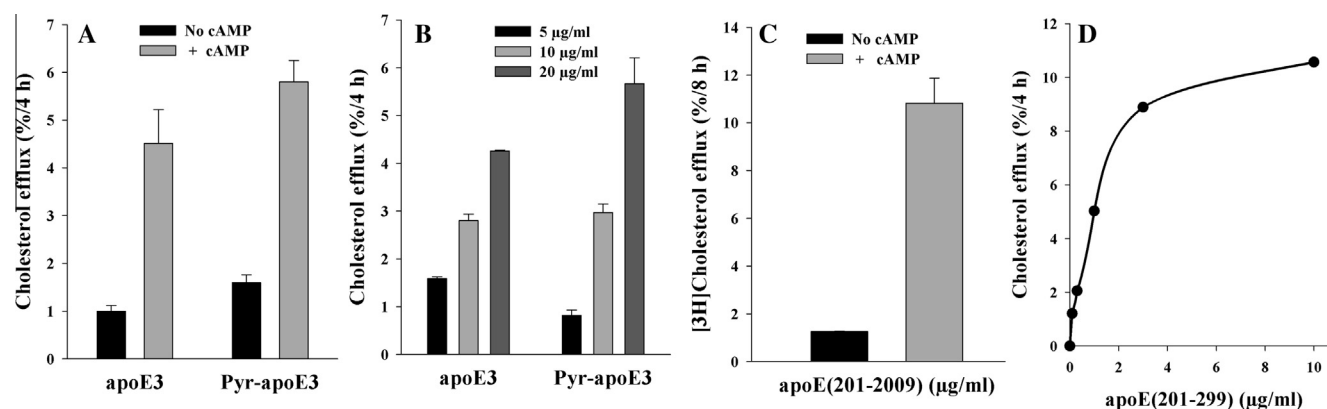 A
No cAMP
+ cAMP
Cholesterol efflux (%/4 h)
7
6
5
4
3
2
1
0
apoE3 Pyr-apoE3
B
5 µg/ml
10 µg/ml
20 µg/ml
Cholesterol efflux (%/4 h)
7
6
5
4
3
2
1
0
apoE3 Pyr-apoE3
C
No cAMP
+ cAMP
[3H]Cholesterol efflux (%/8 h)
14
12
10
8
6
4
2
0
apoE(201-2009) (µg/ml)
D
Cholesterol efflux (%/4 h)
12
10
8
6
4
2
0
0 2 4 6 8 10
apoE(201-299) (µg/ml)